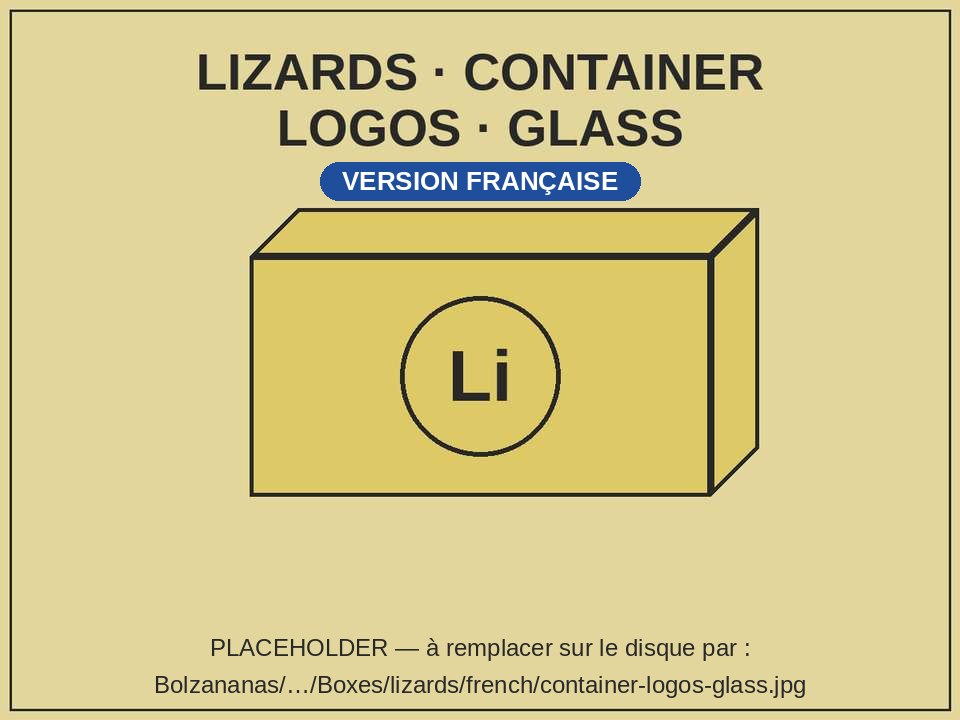 LIZARDS · CONTAINER
LOGOS · GLASS
VERSION FRANÇAISE
Li
PLACEHOLDER — à remplacer sur le disque par :
Bolzananas/…/Boxes/lizards/french/container-logos-glass.jpg